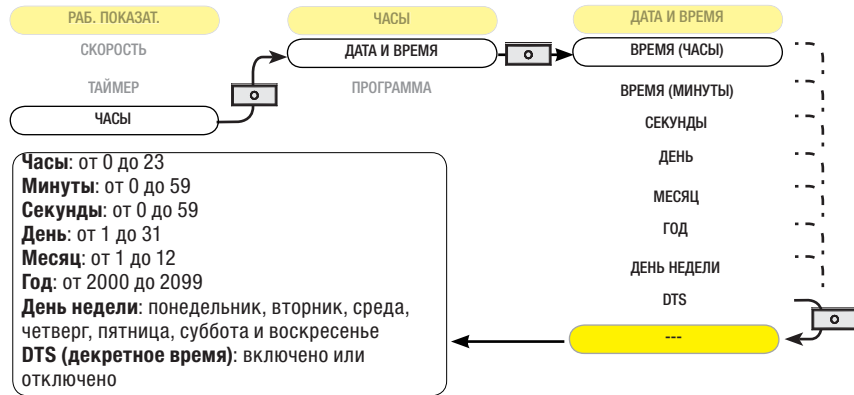 РАБ. ПОКАЗАТ.
СКОРОСТЬ
ТАЙМЕР
ЧАСЫ
ЧАСЫ
ДАТА И ВРЕМЯ
ПРОГРАММА
ДАТА И ВРЕМЯ
ВРЕМЯ (ЧАСЫ)
ВРЕМЯ (МИНУТЫ)
СЕКУНДЫ
ДЕНЬ
МЕСЯЦ
ГОД
ДЕНЬ НЕДЕЛИ
DTS
---
Часы: от 0 до 23
Минуты: от 0 до 59
Секунды: от 0 до 59
День: от 1 до 31
Месяц: от 1 до 12
Год: от 2000 до 2099
День недели: понедельник, вторник, среда,
четверг, пятница, суббота и воскресенье
DTS (декретное время): включено или
отключено